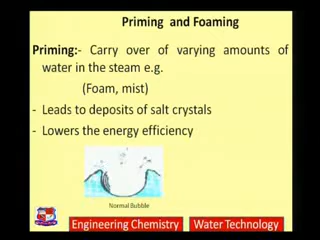 Priming and Foaming
Priming:- Carry over of varying amounts of
water in the steam e.g.
(Foam, mist)
- Leads to deposits of salt crystals
- Lowers the energy efficiency
Normal Bubble
Engineering Chemistry Water Technology